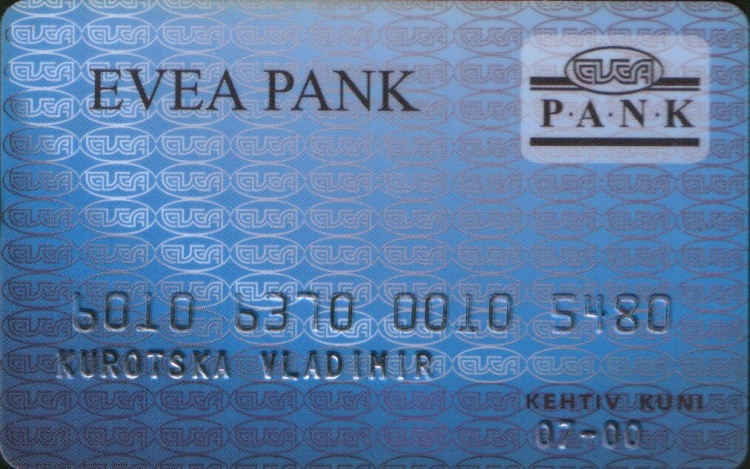 EVEA PANK
EVEA
P·A·N·K
6010 6370 0010 5480
KUROTSKA VLADIMIR
KEHTIV KUNI
07-00